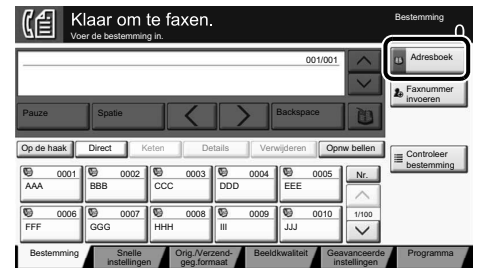 Klaar om te faxen.
Voer de bestemming in.
Bestemming
0
001/001
Adresboek
Faxnummer
invoeren
Pauze Spatie Backspace
Op de haak Direct Keten Details Verwijderen Opnw bellen
Controleer
bestemming
0001 0002 0003 0004 0005 Nr.
AAA BBB CCC DDD EEE
0006 0007 0008 0009 0010 1/100
FFF GGG HHH III JJJ
Bestemming Snelle Orig./Verzend- Beeldkwaliteit Geavanceerde Programma
instellingen geg.formaat instellingen